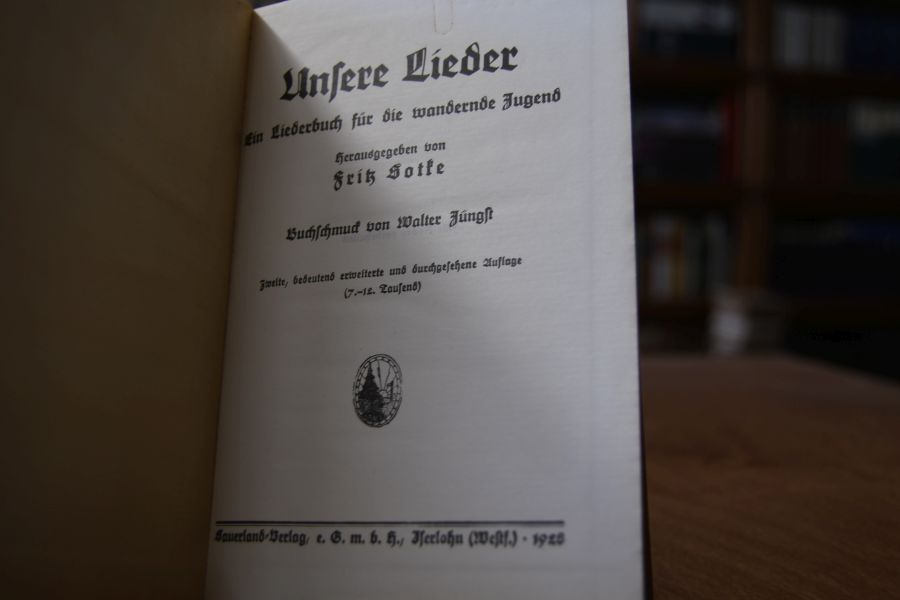 Unsere Lieder
Ein Liederbuch für die wandernde Jugend
Herausgegeben von
Fritz Sotke
Buchschmuck von Walter Jüngst
Zweite, bedeutend erweiterte und durchgesehene Auflage
(7.–12. Tausend)
Sauerland-Verlag, e. G. m. b. H., Iserlohn (Westf.) · 1928